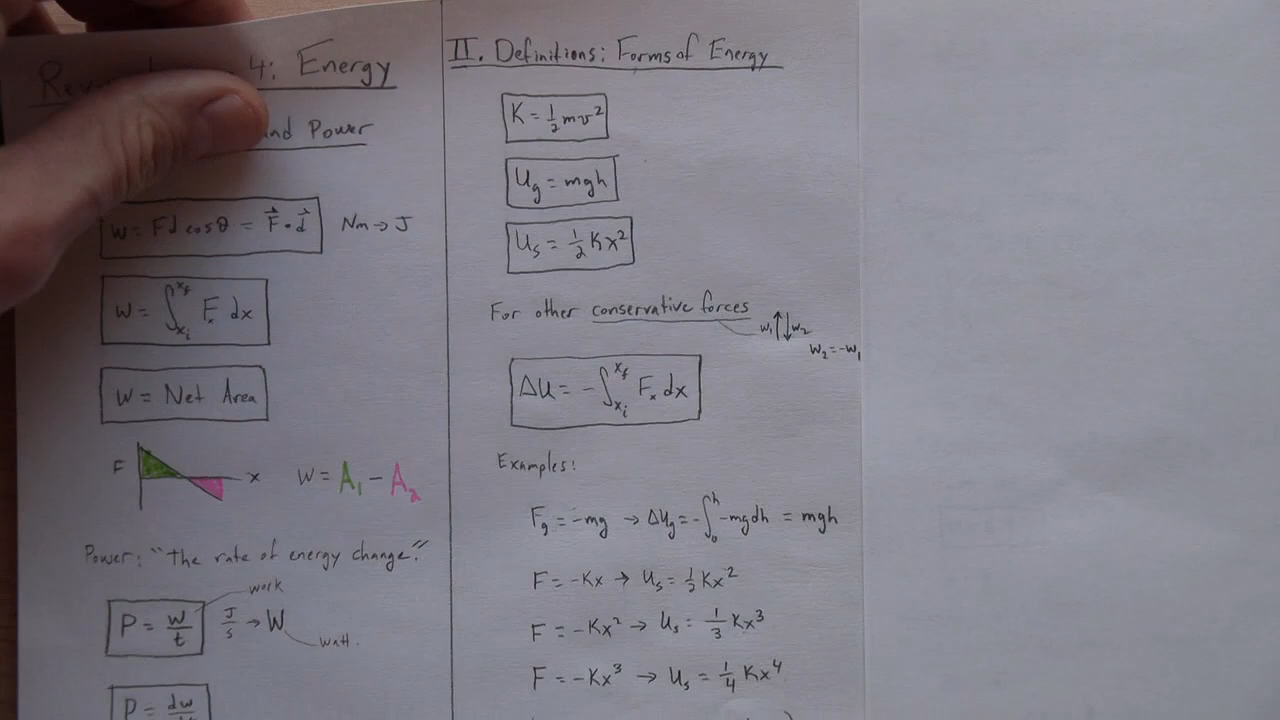 4: Energy
and Power
W = Fd cosθ = F⃗ • d⃗ Nm → J
W = ∫_{x_i}^{x_f} F_x dx
W = Net Area
F x W = A₁ - A₂
Power: "The rate of energy change."
work
P = W/t J/s → W
watt.
P = dw
II. Definitions: Forms of Energy
K = ½mv²
U_g = mgh
U_s = ½Kx²
For other conservative forces
W₁ W₂
W₂ = -W₁
ΔU = -∫_{x_i}^{x_f} F_x dx
Examples:
F_g = -mg → ΔU_g = -∫_0^h -mgdh = mgh
F = -Kx → U_s = ½Kx²
F = -Kx² → U_s = ⅓Kx³
F = -Kx³ → U_s = ¼Kx⁴